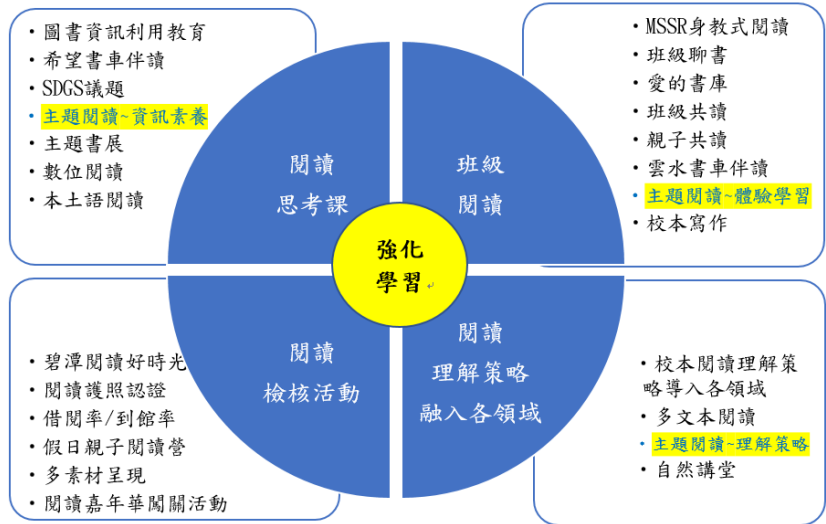 ・圖書資訊利用教育
・希望書車伴讀
・SDGS議題
・主題閱讀~資訊素養
・主題書展
・數位閱讀
・本土語閱讀
閱讀
思考課
・MSSR身教式閱讀
・班級聊書
・愛的書庫
・班級共讀
・親子共讀
・雲水書車伴讀
・主題閱讀~體驗學習
・校本寫作
班級
閱讀
強化
學習
・碧潭閱讀好時光
・閱讀護照認證
・借閱率/到館率
・假日親子閱讀營
・多素材呈現
・閱讀嘉年華闖關活動
閱讀
檢核活動
閱讀
理解策略
融入各領域
・校本閱讀理解策
略導入各領域
・多文本閱讀
・主題閱讀~理解策略
・自然講堂